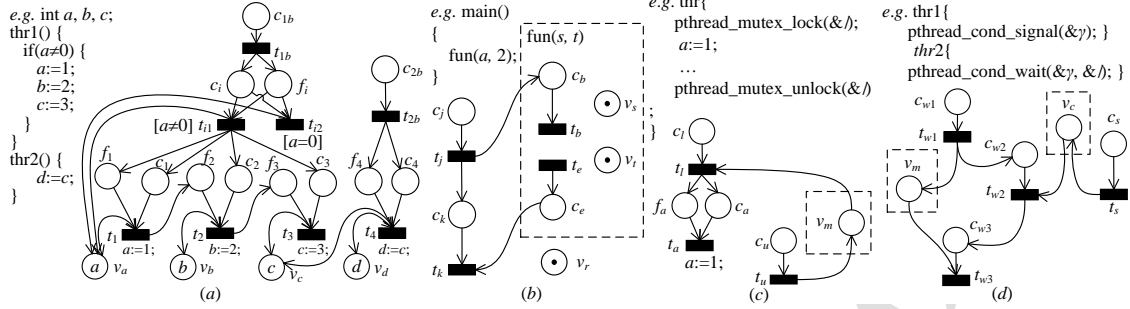 e.g. int a, b, c;
thr1() {
if(a≠0) {
a:=1;
b:=2;
c:=3;
}
}
thr2() {
d:=c;
}
c1b
t1b
ci
fi
[a≠0] ti1
ti2
[a=0]
c2b
t2b
f1
c1
f2
c2
f3
c3
f4
c4
t1
a:=1;
t2
b:=2;
t3
c:=3;
t4
d:=c;
a
va
b
vb
c
vc
d
vd
(a)
e.g. main()
{
fun(a, 2);
}
fun(s, t)
cj
tj
ck
tk
cb
tb
te
ce
vs
vt
vr
(b)
e.g. thr{
pthread_mutex_lock(&l)
a:=1;
…
pthread_mutex_unlock(&l)
;
}
cl
tl
fa
ca
ta
a:=1;
cu
tu
vm
(c)
e.g. thr1{
pthread_cond_signal(&γ); }
thr2{
pthread_cond_wait(&γ, &l); }
cw1
tw1
vm
cw2
tw2
cw3
tw3
vc
cs
ts
(d)